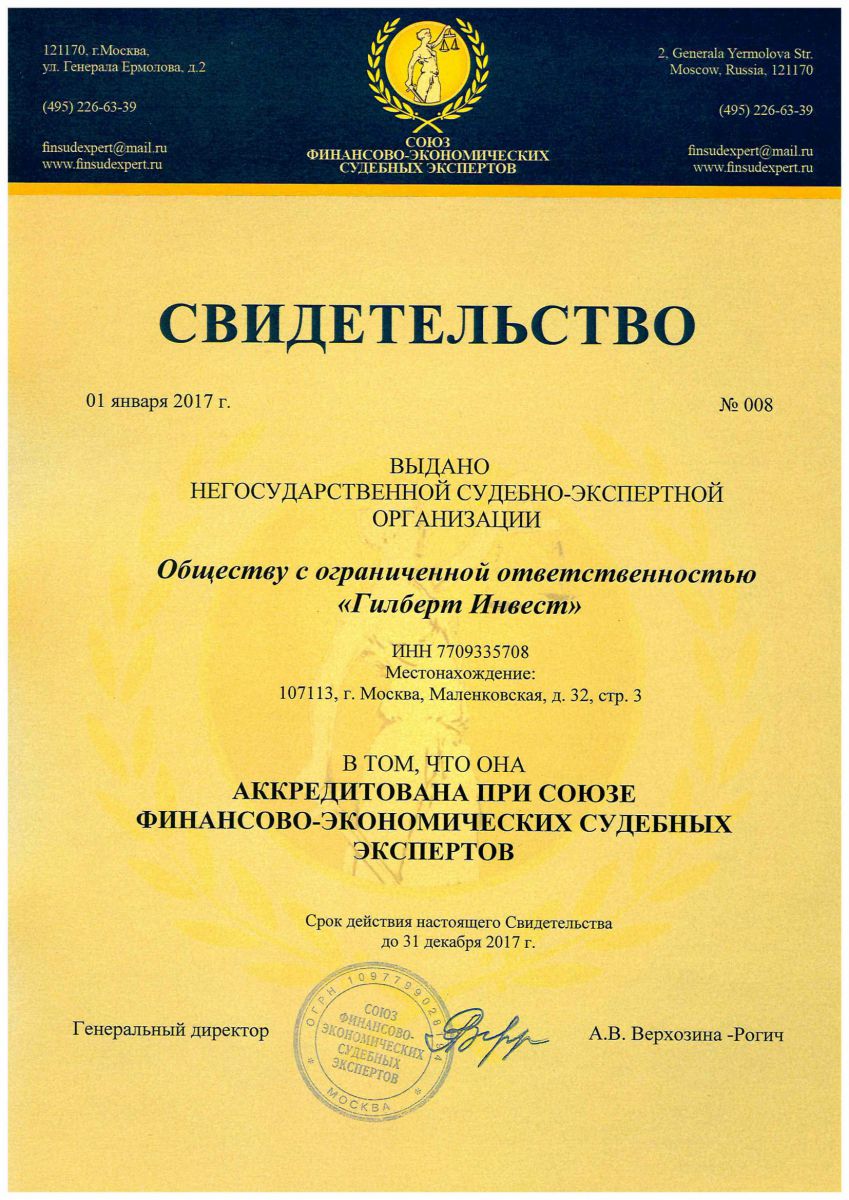 121170, г.Москва,
ул. Генерала Ермолова, д.2
(495) 226-63-39
finsudexpert@mail.ru
www.finsudexpert.ru
2, Generala Yermolova Str.
Moscow, Russia, 121170
(495) 226-63-39
finsudexpert@mail.ru
www.finsudexpert.ru
СОЮЗ
ФИНАНСОВО-ЭКОНОМИЧЕСКИХ
СУДЕБНЫХ ЭКСПЕРТОВ
СВИДЕТЕЛЬСТВО
01 января 2017 г.
№ 008
ВЫДАНО
НЕГОСУДАРСТВЕННОЙ СУДЕБНО-ЭКСПЕРТНОЙ
ОРГАНИЗАЦИИ
Обществу с ограниченной ответственностью
«Гилберт Инвест»
ИНН 7709335708
Местонахождение:
107113, г. Москва, Маленковская, д. 32, стр. 3
В ТОМ, ЧТО ОНА
АККРЕДИТОВАНА ПРИ СОЮЗЕ
ФИНАНСОВО-ЭКОНОМИЧЕСКИХ СУДЕБНЫХ
ЭКСПЕРТОВ
Срок действия настоящего Свидетельства
до 31 декабря 2017 г.
Генеральный директор
ОГРН
СОЮЗ
ФИНАНСОВО-
ЭКОНОМИЧЕСКИХ
СУДЕБНЫХ
ЭКСПЕРТОВ
* МОСКВА *
А.В. Верхозина -Рогич